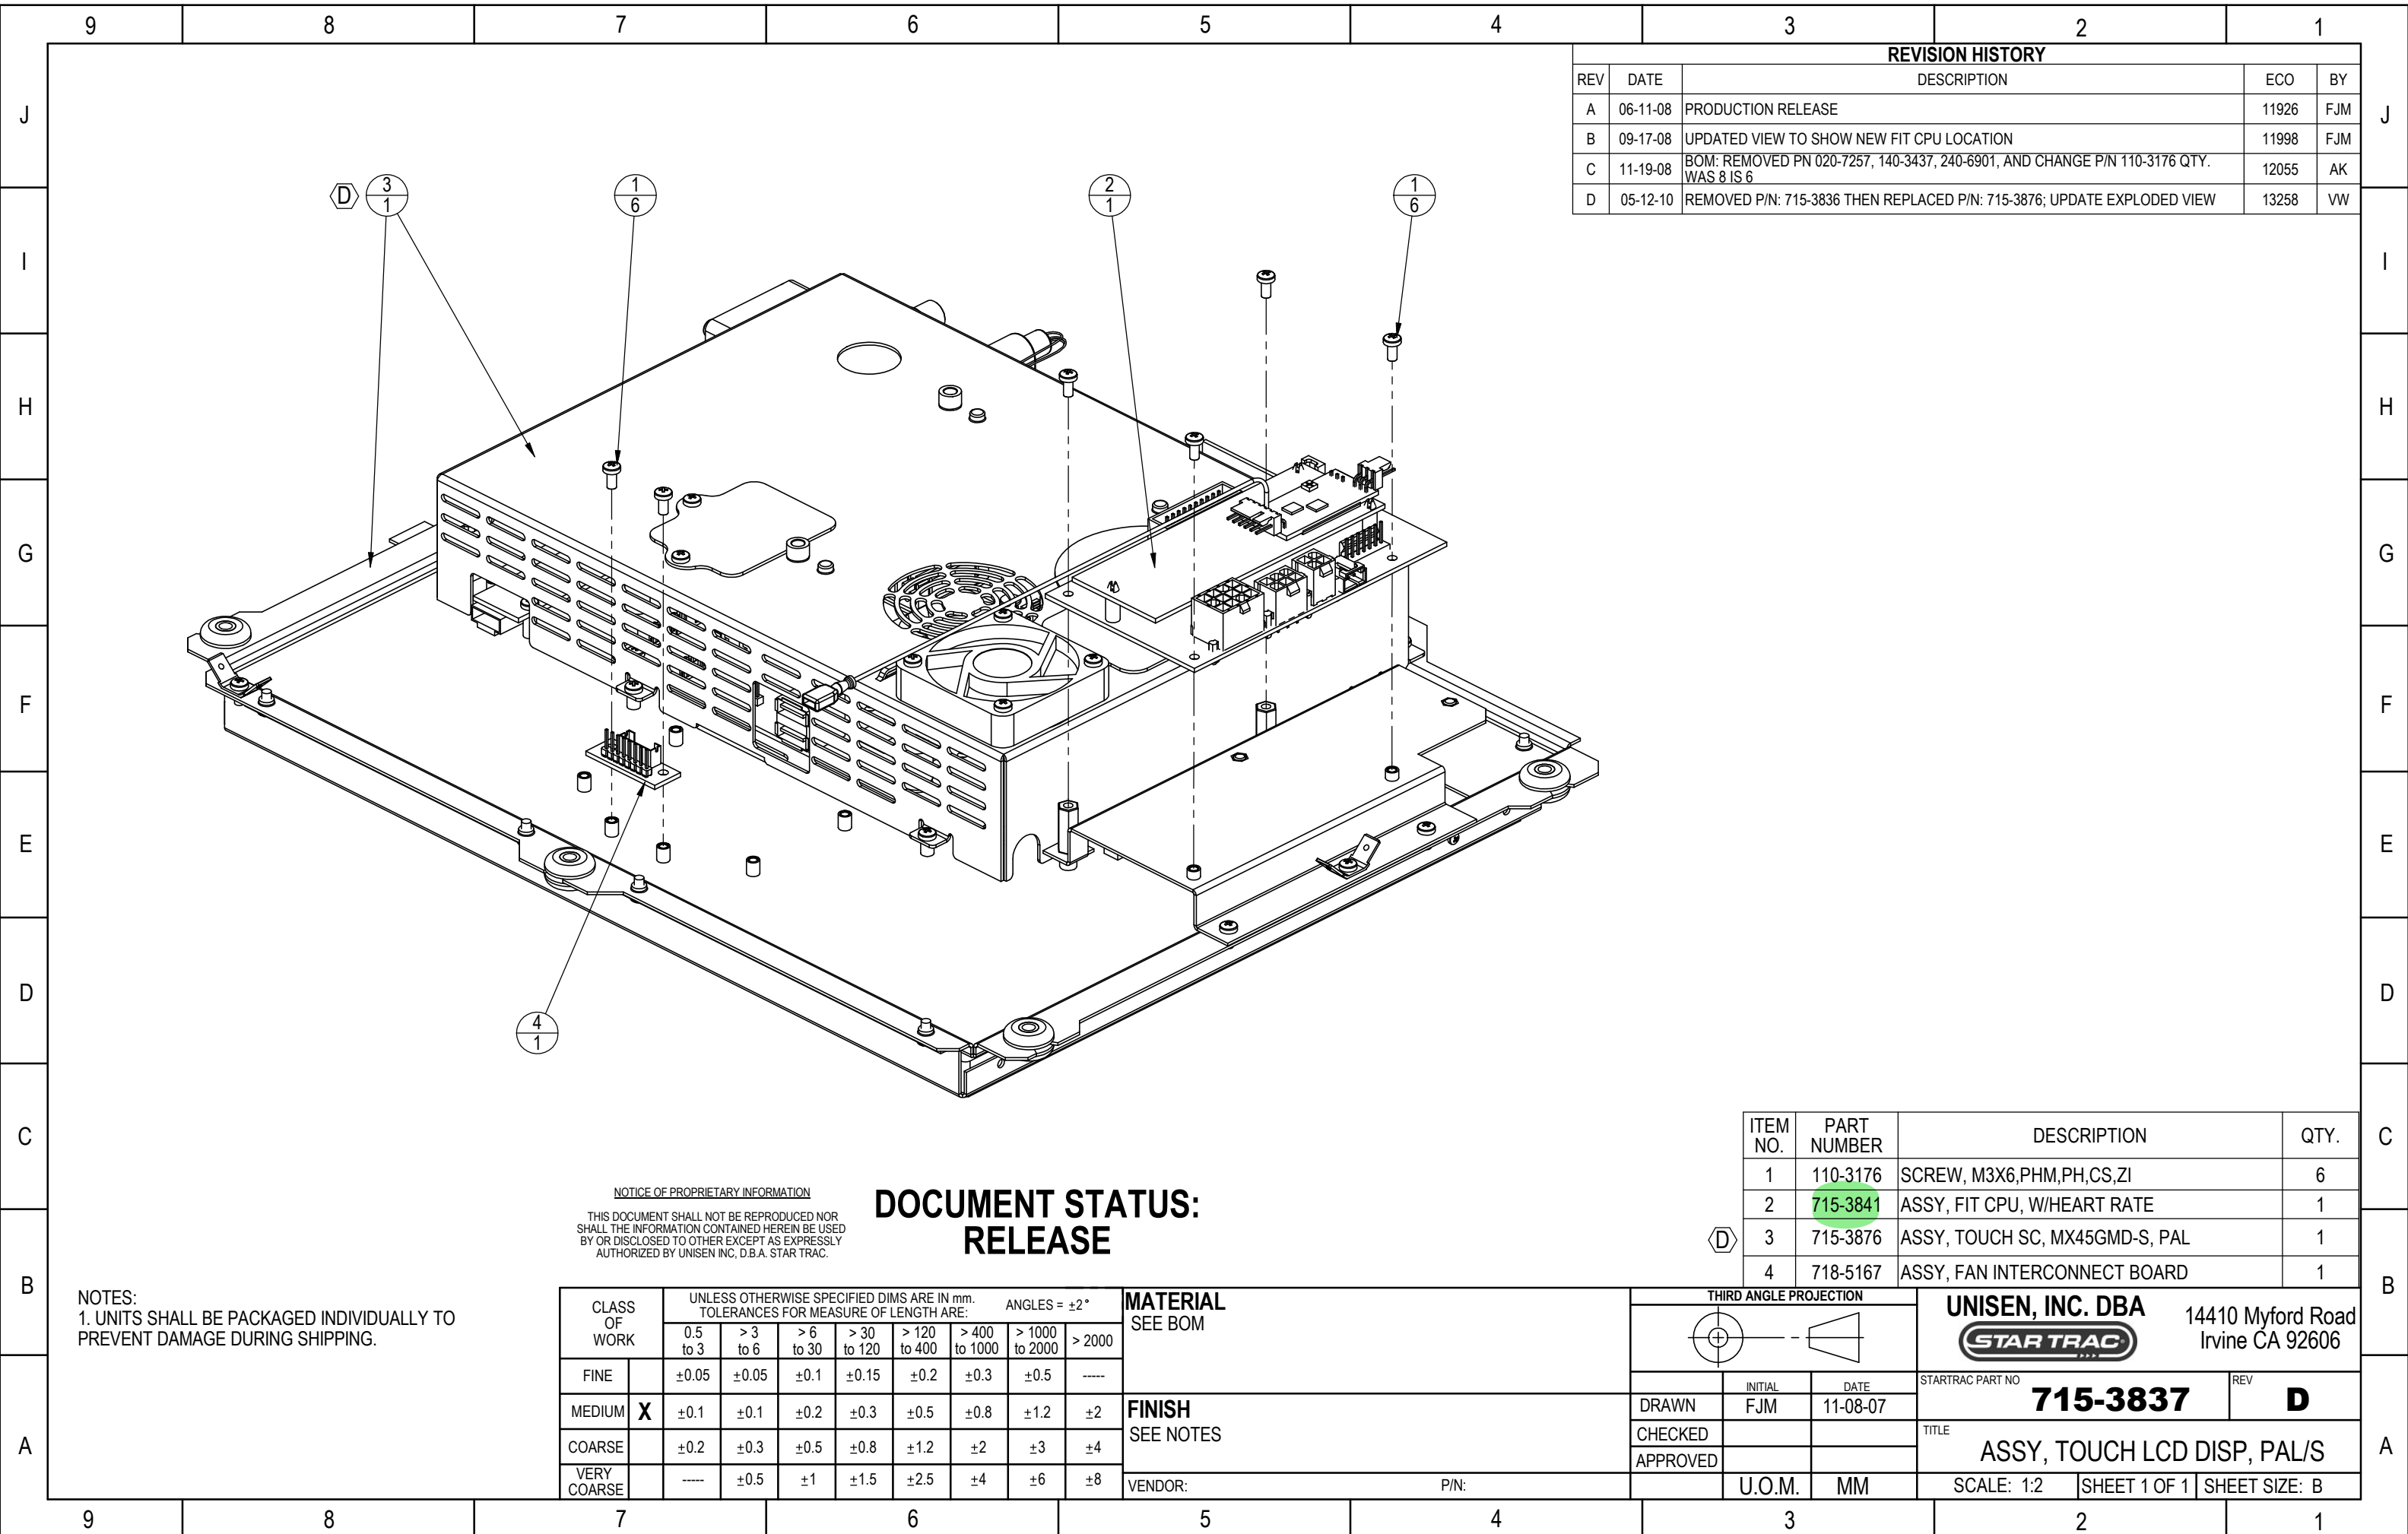 9 8 7 6 5 4 3 2 1
J
I
H
G
F
E
D
C
B
A
REVISION HISTORY
REV DATE DESCRIPTION ECO BY
A 06-11-08 PRODUCTION RELEASE 11926 FJM
B 09-17-08 UPDATED VIEW TO SHOW NEW FIT CPU LOCATION 11998 FJM
C 11-19-08 BOM: REMOVED PN 020-7257, 140-3437, 240-6901, AND CHANGE P/N 110-3176 QTY. 12055 AK
WAS 8 IS 6
D 05-12-10 REMOVED P/N: 715-3836 THEN REPLACED P/N: 715-3876; UPDATE EXPLODED VIEW 13258 VW
J
I
H
G
F
E
D
C
B
A
D
3
1
1
6
2
1
1
6
4
1
ITEM NO. PART NUMBER DESCRIPTION QTY.
1 110-3176 SCREW, M3X6,PHM,PH,CS,ZI 6
2 715-3841 ASSY, FIT CPU, W/HEART RATE 1
D 3 715-3876 ASSY, TOUCH SC, MX45GMD-S, PAL 1
4 718-5167 ASSY, FAN INTERCONNECT BOARD 1
NOTICE OF PROPRIETARY INFORMATION
THIS DOCUMENT SHALL NOT BE REPRODUCED NOR
SHALL THE INFORMATION CONTAINED HEREIN BE USED
BY OR DISCLOSED TO OTHER EXCEPT AS EXPRESSLY
AUTHORIZED BY UNISEN INC, D.B.A. STAR TRAC.
DOCUMENT STATUS:
RELEASE
NOTES:
1. UNITS SHALL BE PACKAGED INDIVIDUALLY TO
PREVENT DAMAGE DURING SHIPPING.
CLASS OF WORK
UNLESS OTHERWISE SPECIFIED DIMS ARE IN mm.
TOLERANCES FOR MEASURE OF LENGTH ARE:
ANGLES = ±2°
0.5 to 3 > 3 to 6 > 6 to 30 > 30 to 120 > 120 to 400 > 400 to 1000 > 1000 to 2000 > 2000
FINE ±0.05 ±0.05 ±0.1 ±0.15 ±0.2 ±0.3 ±0.5 -----
MEDIUM X ±0.1 ±0.1 ±0.2 ±0.3 ±0.5 ±0.8 ±1.2 ±2
COARSE ±0.2 ±0.3 ±0.5 ±0.8 ±1.2 ±2 ±3 ±4
VERY COARSE ----- ±0.5 ±1 ±1.5 ±2.5 ±4 ±6 ±8
MATERIAL
SEE BOM
FINISH
SEE NOTES
VENDOR: P/N:
THIRD ANGLE PROJECTION
INITIAL DATE
DRAWN FJM 11-08-07
CHECKED
APPROVED
U.O.M. MM
UNISEN, INC. DBA
STAR TRAC
14410 Myford Road
Irvine CA 92606
STARTRAC PART NO 715-3837 REV D
TITLE
ASSY, TOUCH LCD DISP, PAL/S
SCALE: 1:2 SHEET 1 OF 1 SHEET SIZE: B
9 8 7 6 5 4 3 2 1